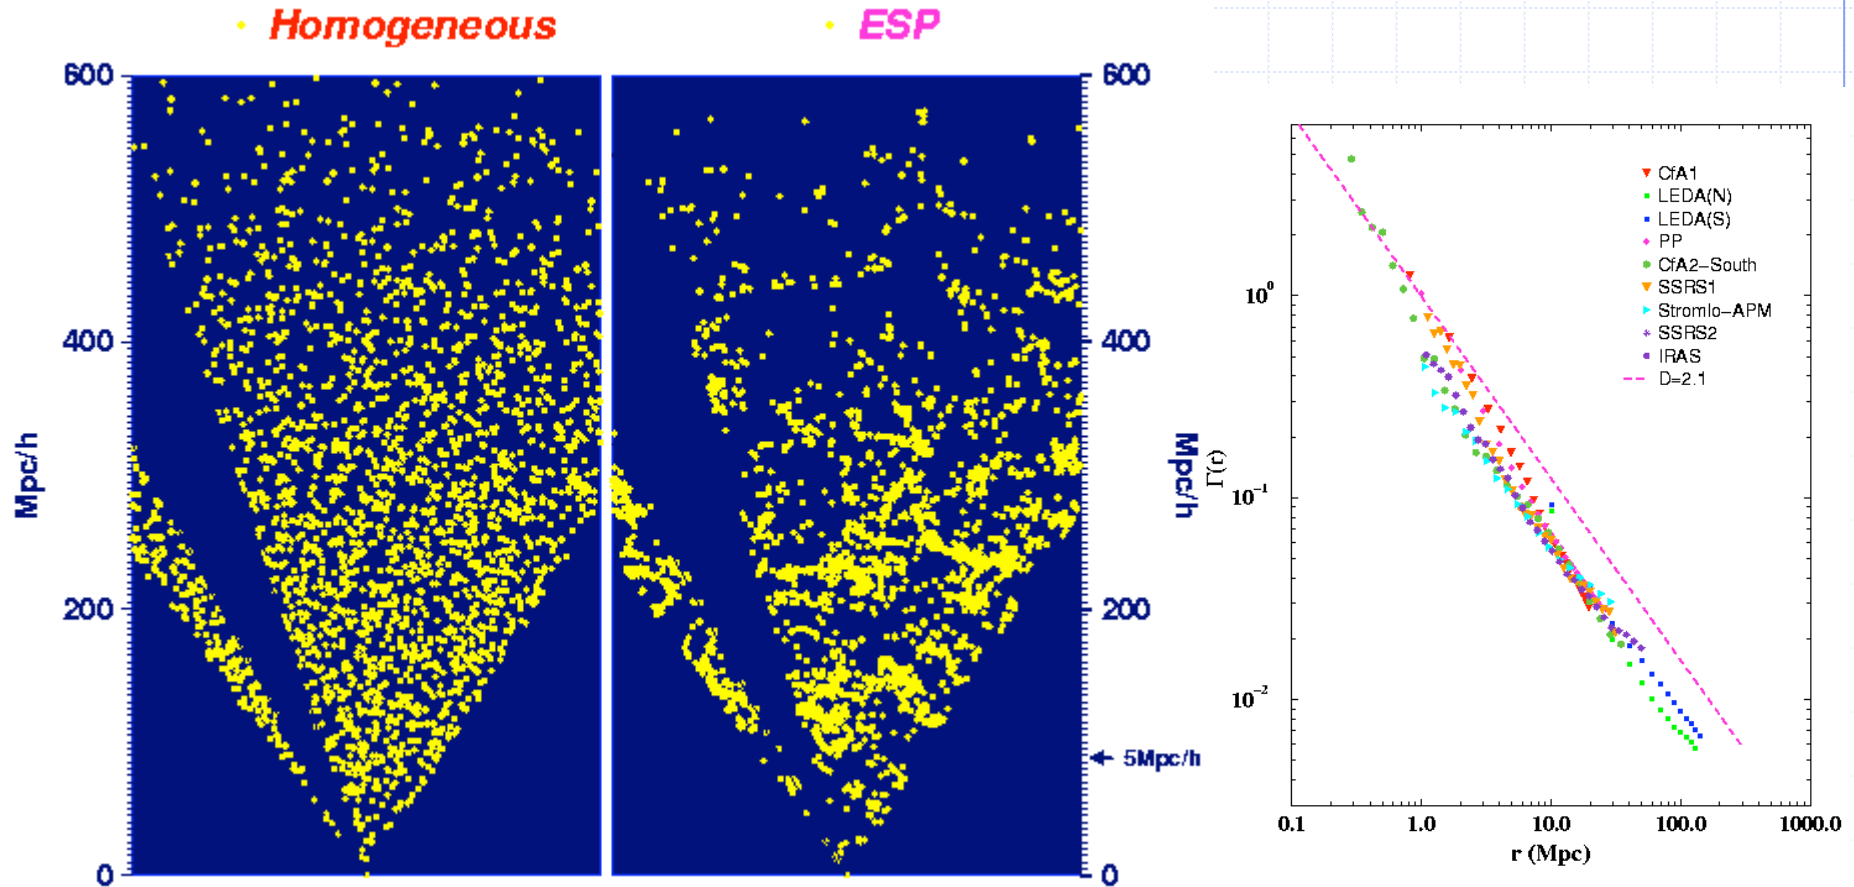 Homogeneous
ESP
600
400
200
0
Mpc/h
600
400
200
0
5Mpc/h
Mpc/h
Γ(r)
10^0
10^-1
10^-2
CfA1
LEDA(N)
LEDA(S)
PP
CfA2-South
SSRS1
Stromlo-APM
SSRS2
IRAS
D=2.1
0.1 1.0 10.0 100.0 1000.0
r (Mpc)